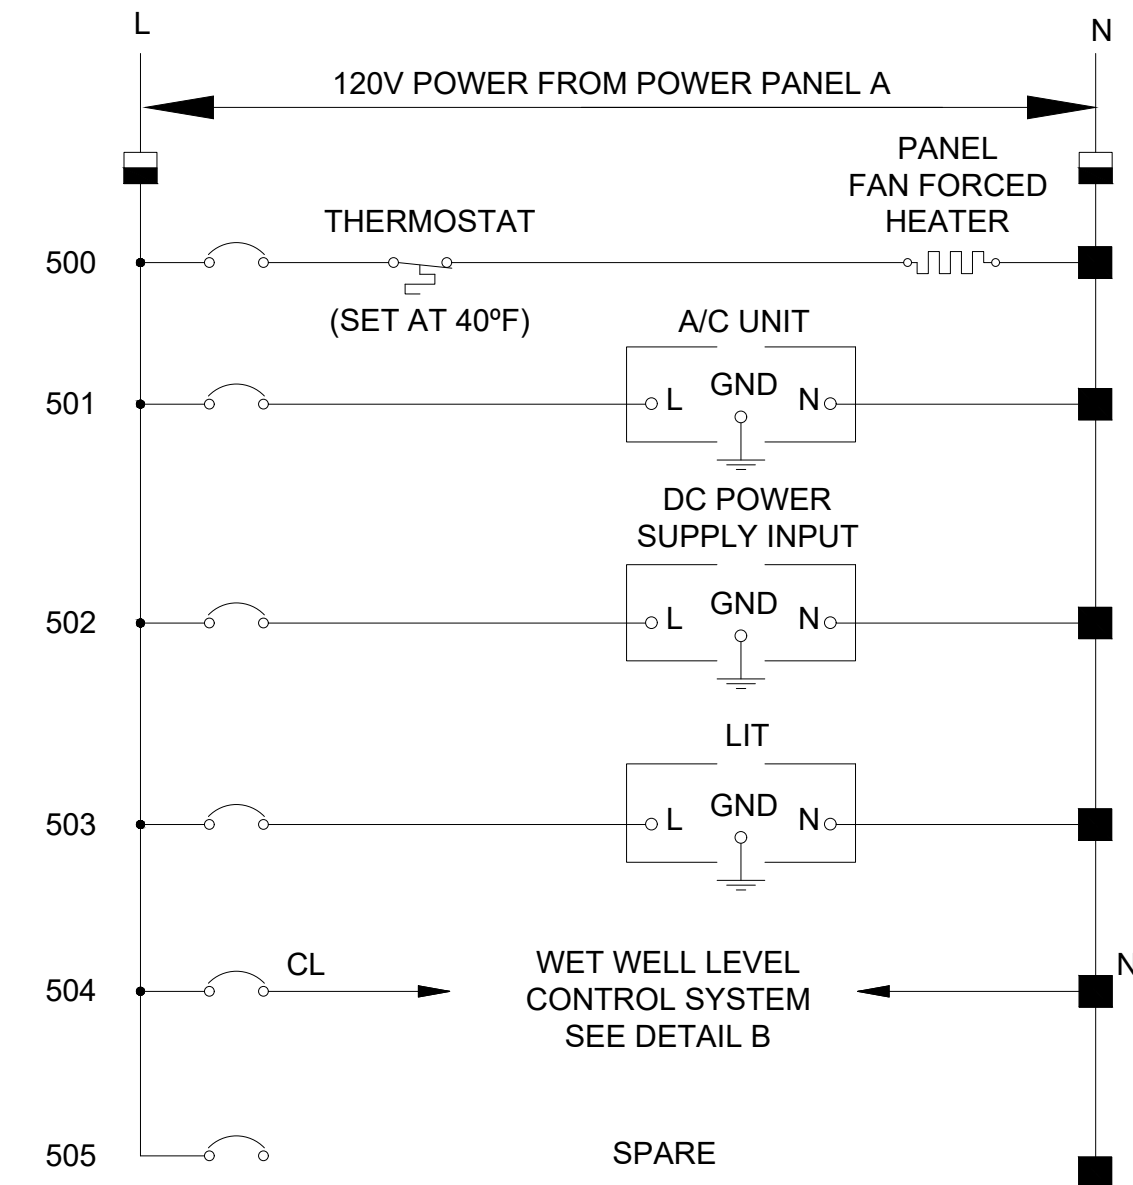 L
N
120V POWER FROM POWER PANEL A
PANEL
FAN FORCED
HEATER
THERMOSTAT
500
(SET AT 40ºF)
A/C UNIT
501
L
GND
N
DC POWER
SUPPLY INPUT
502
L
GND
N
LIT
503
L
GND
N
504
CL
WET WELL LEVEL
CONTROL SYSTEM
SEE DETAIL B
N
505
SPARE